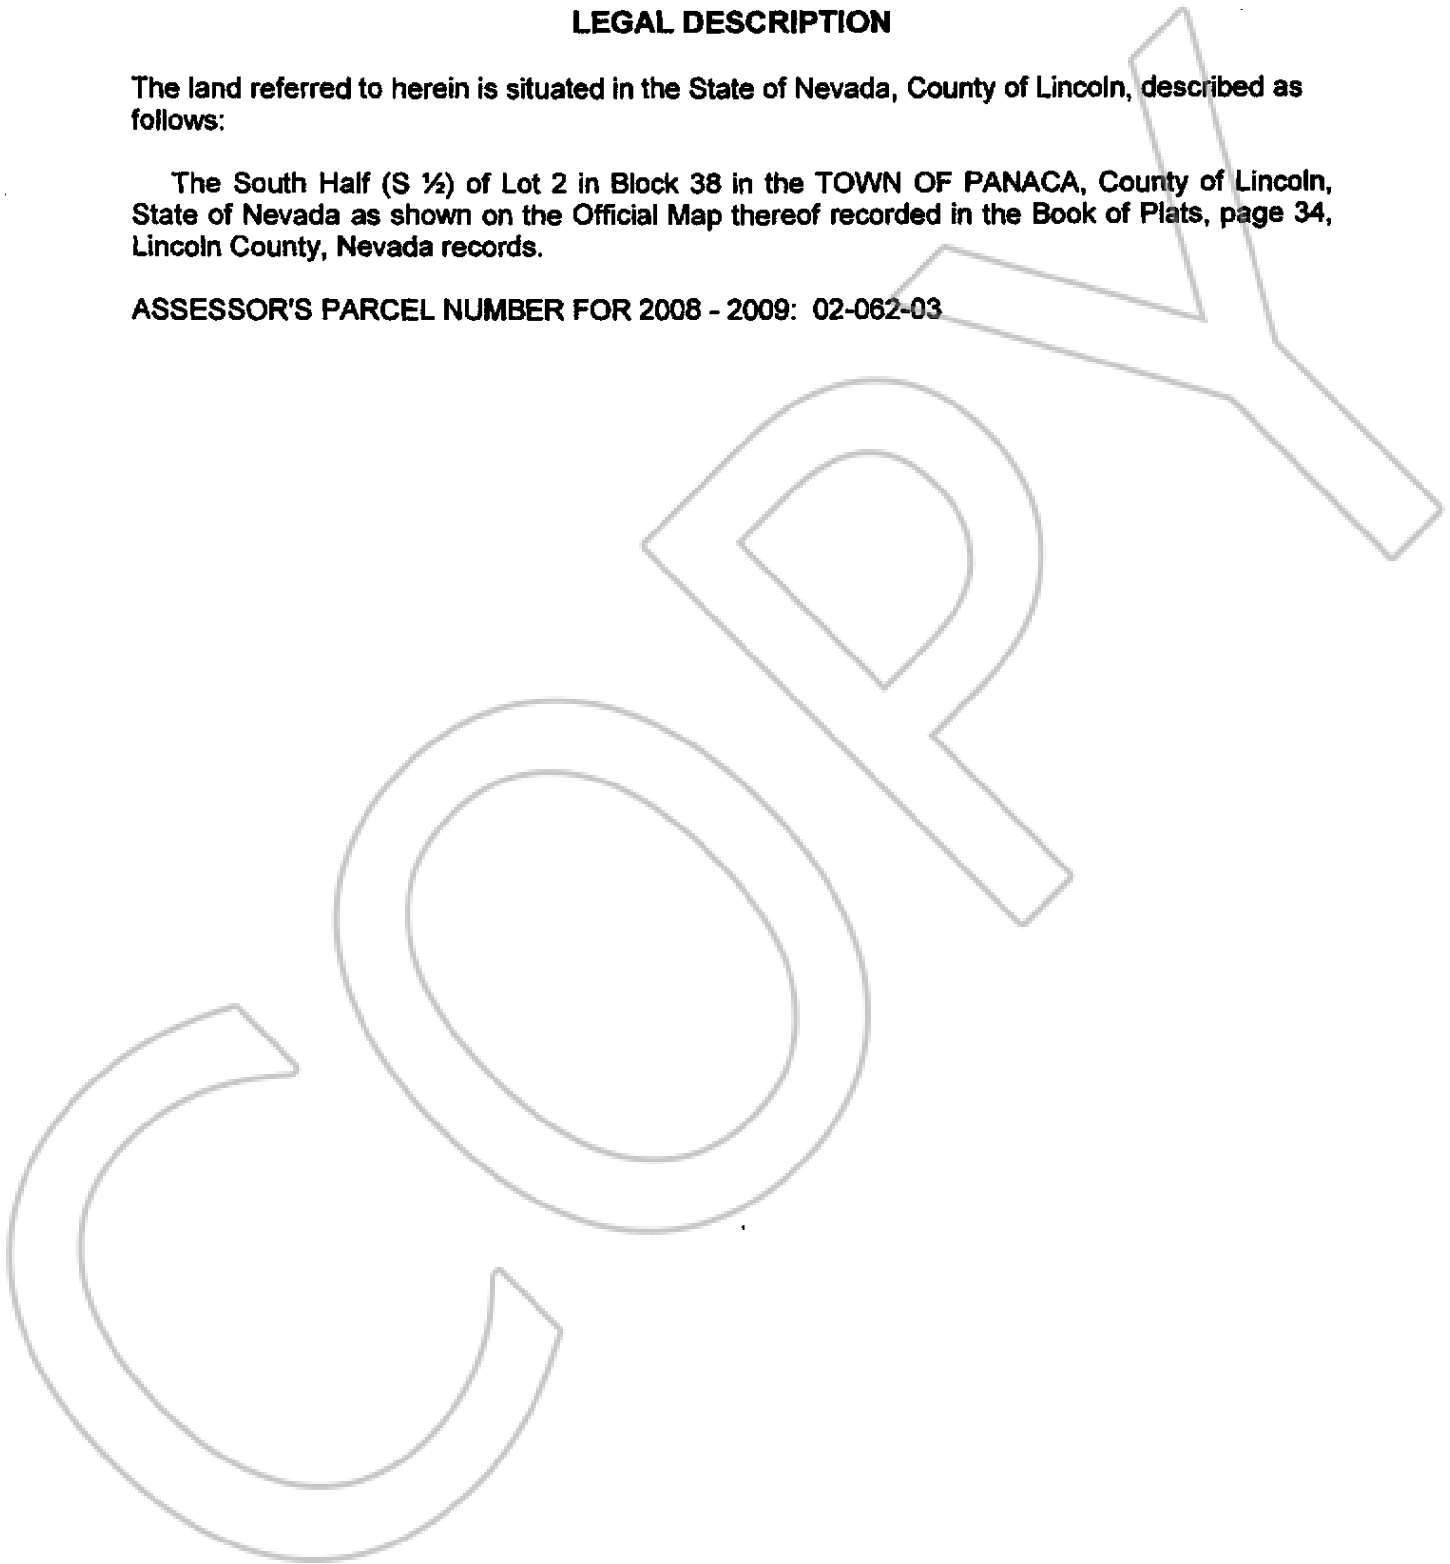 LEGAL DESCRIPTION
The land referred to herein is situated in the State of Nevada, County of Lincoln, described as
follows:
The South Half (S ½) of Lot 2 in Block 38 in the TOWN OF PANACA, County of Lincoln,
State of Nevada as shown on the Official Map thereof recorded in the Book of Plats, page 34,
Lincoln County, Nevada records.
ASSESSOR'S PARCEL NUMBER FOR 2008 - 2009: 02-062-03
COPY